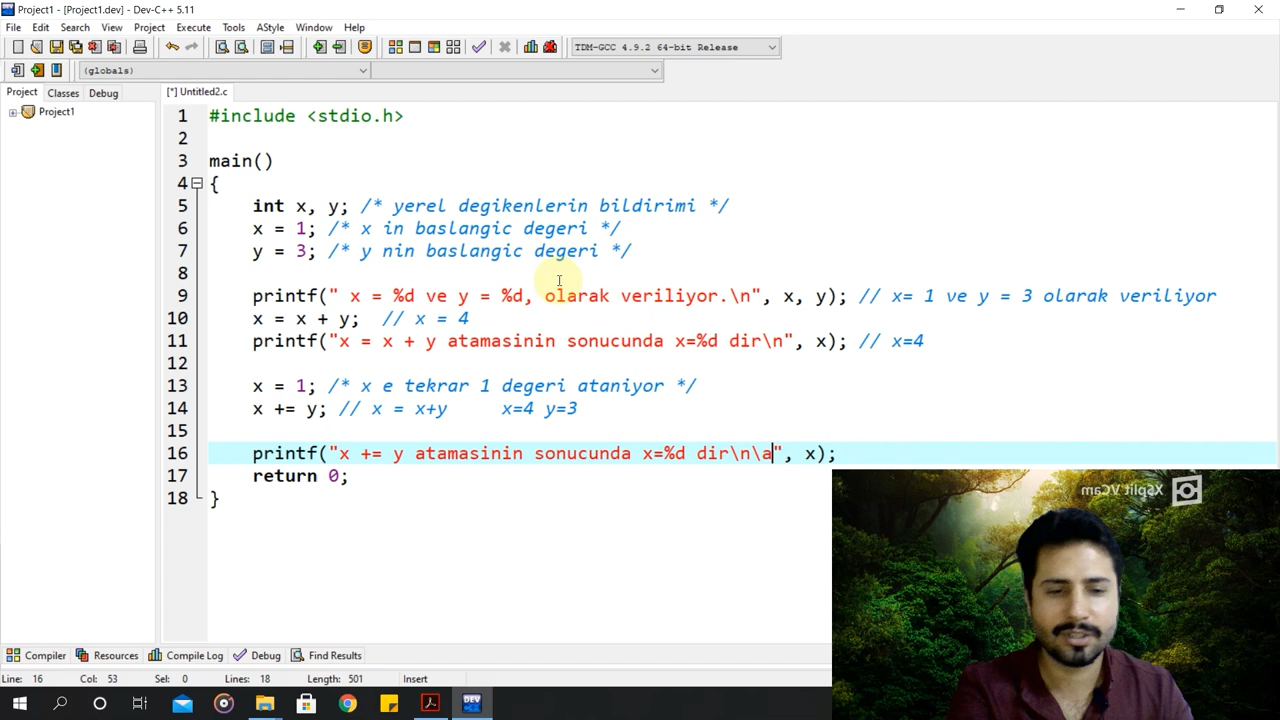 Project1 - [Project1.dev] - Dev-C++ 5.11
File Edit Search View Project Execute Tools AStyle Window Help
TDM-GCC 4.9.2 64-bit Release
(globals)
Project Classes Debug
[*] Untitled2.c
Project1
1 #include <stdio.h>
2
3 main()
4 {
5 int x, y; /* yerel degikenlerin bildirimi */
6 x = 1; /* x in baslangic degeri */
7 y = 3; /* y nin baslangic degeri */
8
9 printf(" x = %d ve y = %d, olarak veriliyor.\n", x, y); // x= 1 ve y = 3 olarak veriliyor
10 x = x + y; // x = 4
11 printf("x = x + y atamasinin sonucunda x=%d dir\n", x); // x=4
12
13 x = 1; /* x e tekrar 1 degeri ataniyor */
14 x += y; // x = x+y x=4 y=3
15
16 printf("x += y atamasinin sonucunda x=%d dir\n\a", x);
17 return 0;
18 }
XSplit VCam
Compiler Resources Compile Log Debug Find Results
Line: 16 Col: 53 Sel: 0 Lines: 18 Length: 501 Insert
DEV